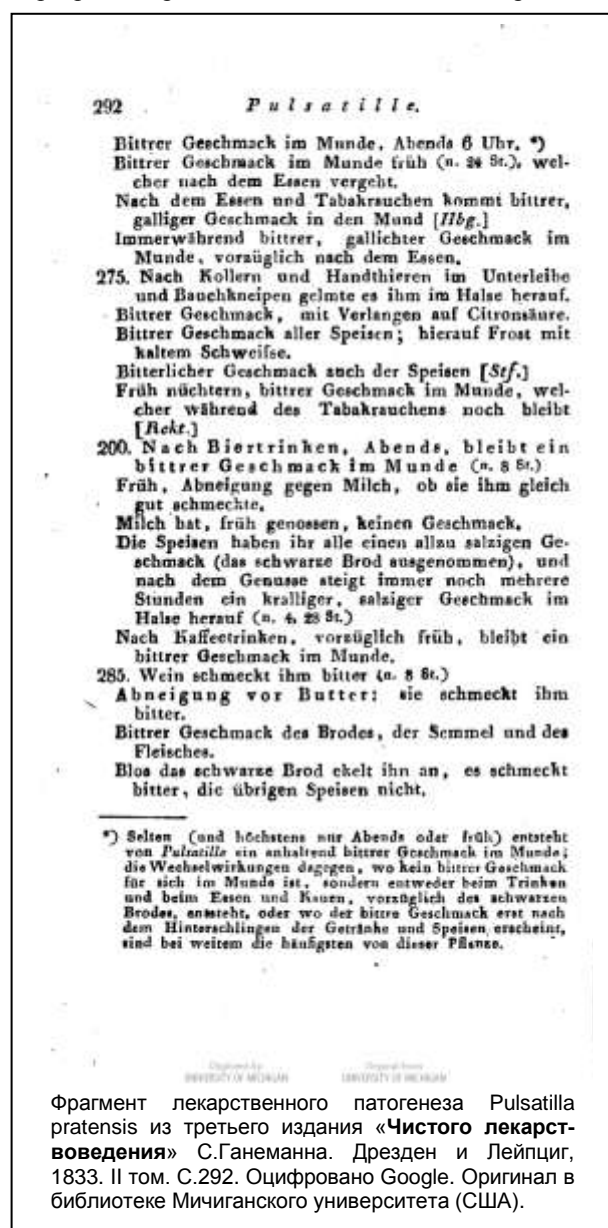 292 Pulsatille.
Bittrer Geschmack im Munde, Abends 6 Uhr. *)
Bittrer Geschmack im Munde früh (n. 24 St.), wel-
cher nach dem Essen vergeht.
Nach dem Essen und Tabakrauchen kommt bittrer,
galliger Geschmack in den Mund [Hbg.]
Immerwährend bittrer, gallichter Geschmack im
Munde, vorzüglich nach dem Essen.
275. Nach Kollern und Handthieren im Unterleibe
und Bauchkneipen es ihm im Halse herauf.
Bittrer Geschmack, mit Verlangen auf Citronsäure.
Bittrer Geschmack aller Speisen; hierauf Frost mit
kaltem Schweiſse.
Bitterlicher Geschmack auch der Speisen [Stf.]
Früh nüchtern, bittrer Geschmack im Munde, wel-
cher während des Tabakrauchens noch bleibt
[Rckt.]
200. Nach Biertrinken, Abends, bleibt ein
bittrer Geschmack im Munde (n. 8 St.)
Früh, Abneigung gegen Milch, ob sie ihm gleich
gut schmeckte.
Milch hat, früh genossen, keinen Geschmack.
Die Speisen haben ihr alle einen allzu salzigen Ge-
schmack (das schwarze Brod ausgenommen), und
nach dem Genusse steigt immer noch mehrere
Stunden ein kralliger, salziger Geschmack im
Halse herauf (n. 4, 28 St.)
Nach Kaffeetrinken, vorzüglich früh, bleibt ein
bittrer Geschmack im Munde.
285. Wein schmeckt ihm bitter (n. 8 St.)
Abneigung vor Butter: sie schmeckt ihm
bitter.
Bittrer Geschmack des Brodes, der Semmel und des
Fleisches.
Blos das schwarze Brod ekelt ihn an, es schmeckt
bitter, die übrigen Speisen nicht.
*) Selten (und höchstens nur Abends oder früh) entsteht
von Pulsatille ein anhaltend bittrer Geschmack im Munde;
die Wechselwirkungen dagegen, wo kein bittrer Geschmack
für sich im Munde ist, sondern entweder beim Trinken
und beim Essen und Kauen, vorzüglich des schwarzen
Brodes, entsteht, oder wo der bittre Geschmack erst nach
dem Hinterschlingen der Getränke und Speisen erscheint,
sind bei weitem die häufigsten von dieser Pflanze.
Digitized by Original from
UNIVERSITY OF MICHIGAN UNIVERSITY OF MICHIGAN
Фрагмент лекарственного патогенеза Pulsatilla
pratensis из третьего издания «Чистого лекарст-
воведения» С.Ганеманна. Дрезден и Лейпциг,
1833. II том. С.292. Оцифровано Google. Оригинал в
библиотеке Мичиганского университета (США).